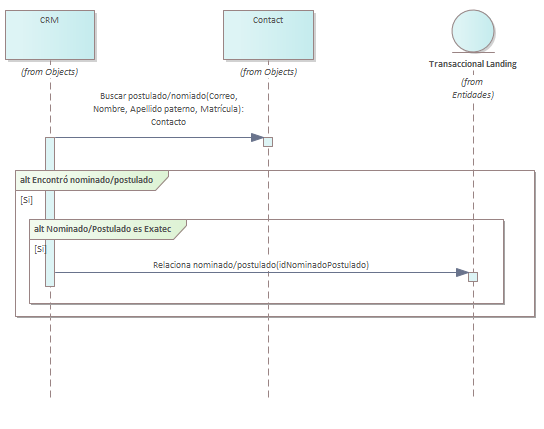 CRM
Contact
(from Objects)
(from Objects)
Transaccional Landing
(from
Entidades)
Buscar postulado/nomiado(Correo,
Nombre, Apellido paterno, Matrícula):
Contacto
alt Encontró nominado/postulado
[Si]
alt Nominado/Postulado es Exatec
[Si]
Relaciona nominado/postulado(idNominadoPostulado)